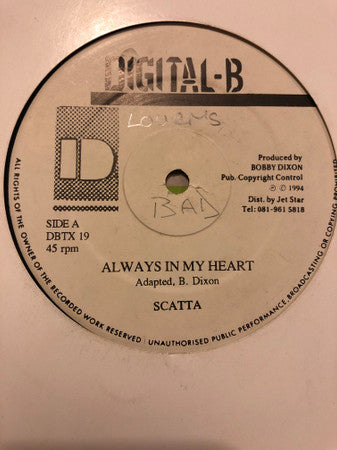 DIGITAL-B
LOVERS
Produced by
BOBBY DIXON
Pub. Copyright Control
℗ © 1994
Dist. by Jet Star
Tel: 081-961 5818
D
SIDE A
DBTX 19
45 rpm
BAD
ALWAYS IN MY HEART
Adapted, B. Dixon
SCATTA
ALL RIGHTS OF THE OWNER OF THE RECORDED WORK RESERVED UNAUTHORISED PUBLIC PERFORMANCE, BROADCASTING OR COPYING